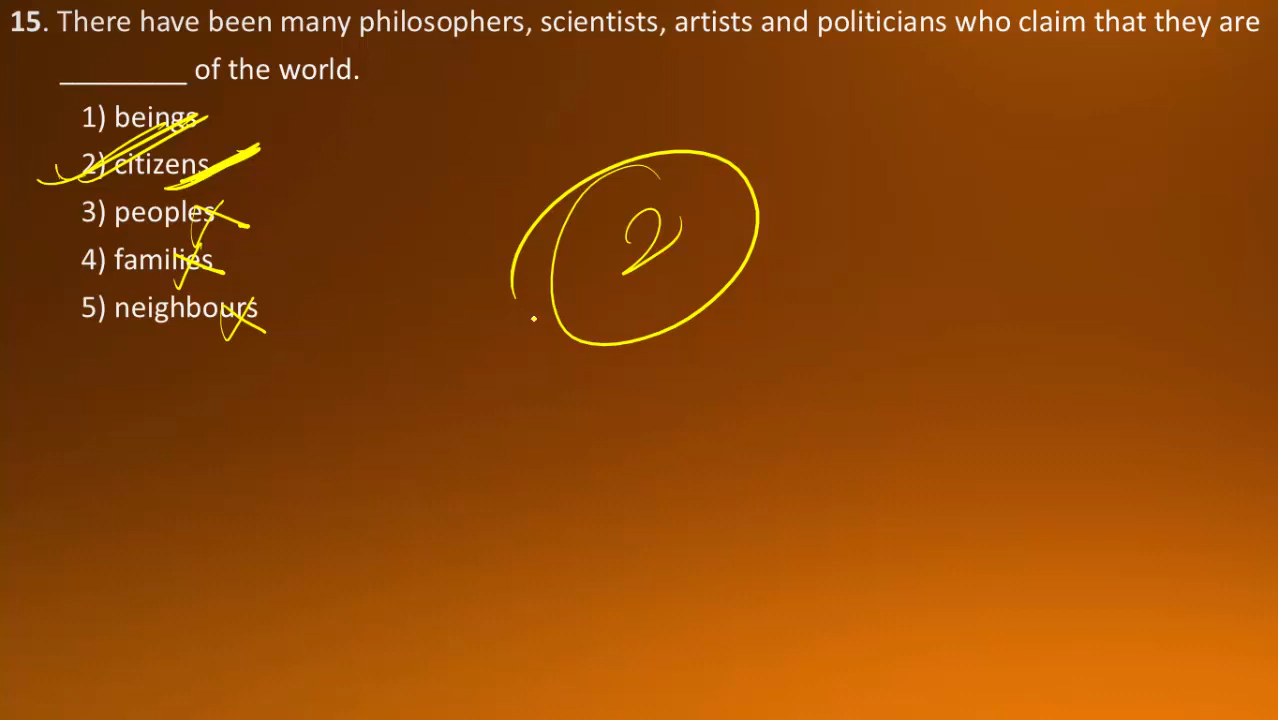 15. There have been many philosophers, scientists, artists and politicians who claim that they are
________ of the world.
1) beings
2) citizens
3) peoples
4) families
5) neighbours
2